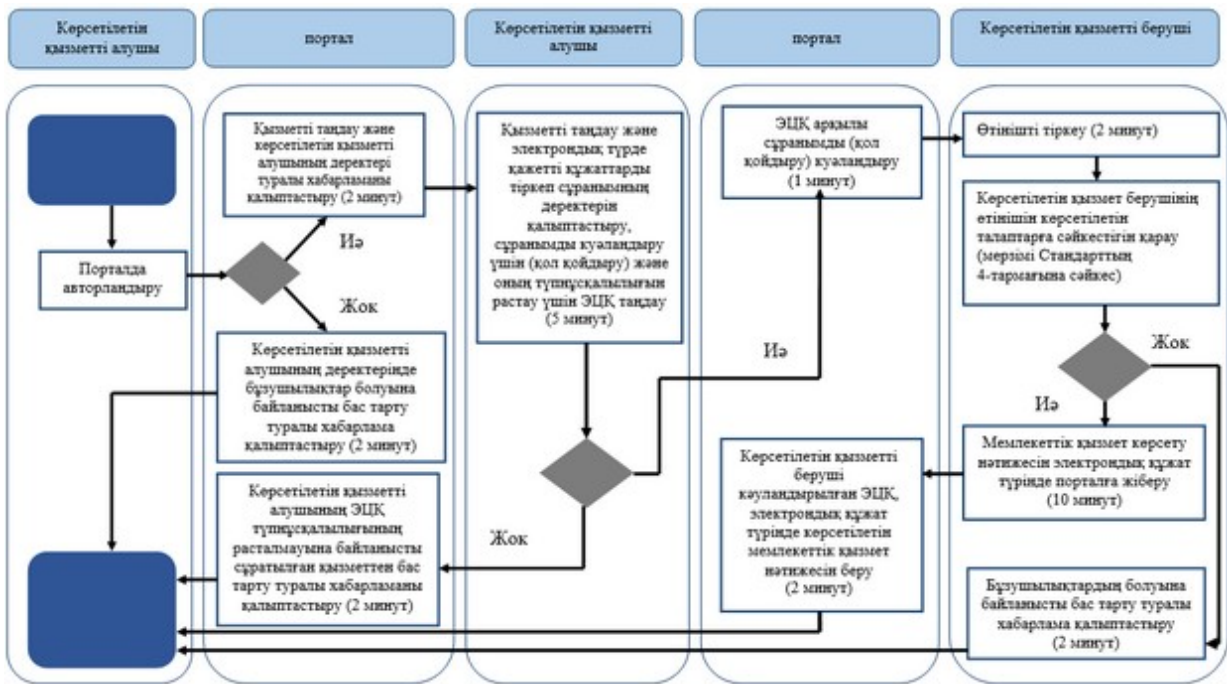 Көрсетілетін
қызметті алушы
портал
Көрсетілетін қызметті
алушы
портал
Көрсетілетін қызметті беруші
Порталда
авторландыру
Қызметті таңдау және
көрсетілетін қызметті
алушының деректері
туралы хабарламаны
қалыптастыру (2 минут)
Иә
Жок
Көрсетілетін қызметті
алушының деректерінде
бұзушылықтар болуына
байланысты бас тарту
туралы хабарлама
қалыптастыру (2 минут)
Көрсетілетін қызметті
алушының ЭЦҚ
түпнұсқалылығының
расталмауына байланысты
сұратылған қызметтен бас
тарту туралы хабарламаны
қалыптастыру (2 минут)
Қызметті таңдау және
электрондық түрде
қажетті құжаттарды
тіркеп сұранымның
деректерін
қалыптастыру,
сұранымды куәландыру
үшін (қол қойдыру) және
оның түпнұсқалылығын
растау үшін ЭЦҚ таңдау
(5 минут)
Иә
Жок
ЭЦҚ арқылы
сұранымды (қол
қойдыру) куәландыру
(1 минут)
Көрсетілетін қызметті
беруші
кәуландырылған ЭЦҚ,
электрондық құжат
түрінде көрсетілетін
мемлекеттік қызмет
нәтижесін беру
(2 минут)
Өтінішті тіркеу (2 минут)
Көрсетілетін қызмет берушінің
өтінішін көрсетілетін
талаптарға сәйкестігін қарау
(мерзімі Стандарттың
4-тармағына сәйкес)
Жок
Иә
Мемлекеттік қызмет көрсету
нәтижесін электрондық құжат
түрінде порталға жіберу
(10 минут)
Бұзушылықтардың болуына
байланысты бас тарту туралы
хабарлама қалыптастыру
(2 минут)